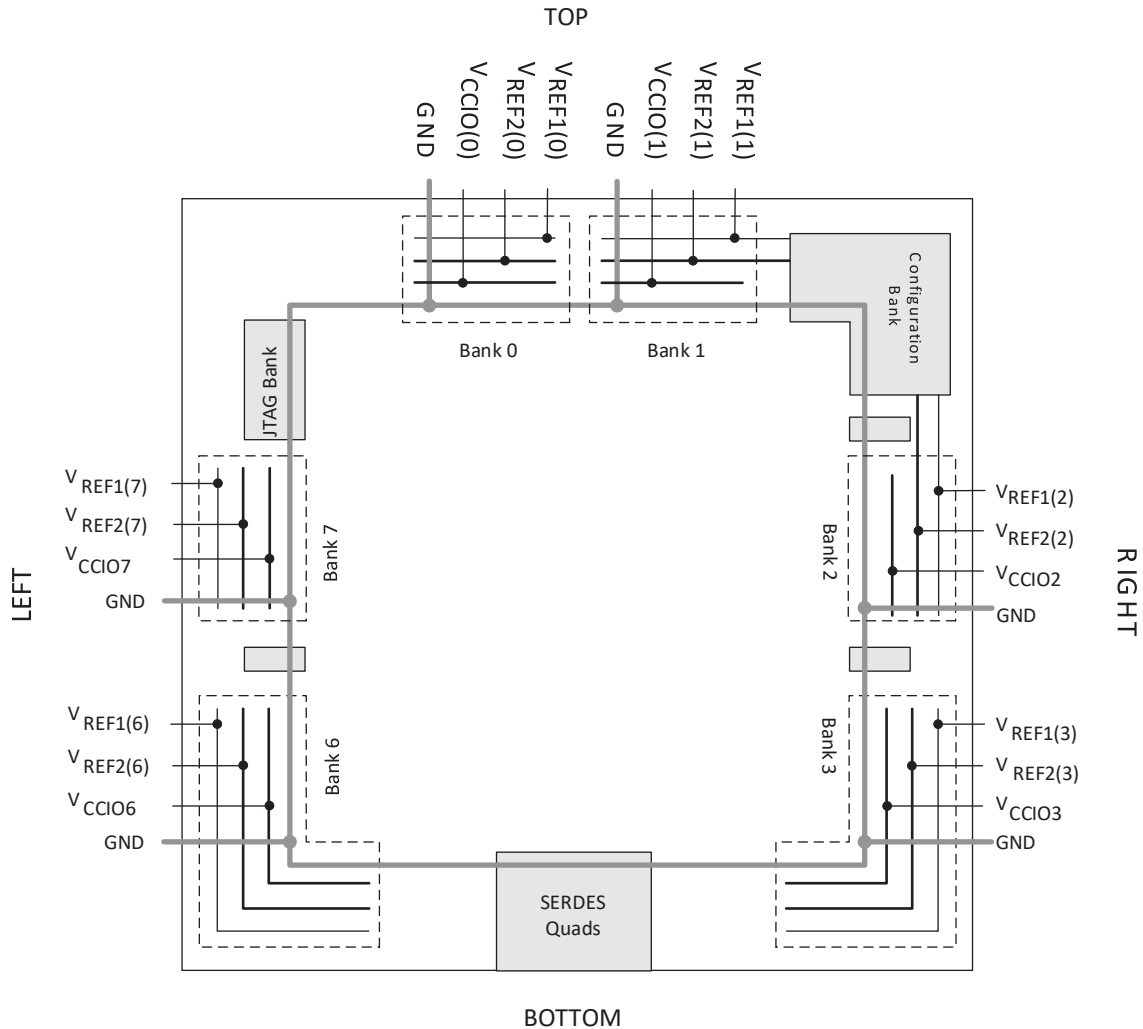 TOP
GND
VCCIO(0)
VREF2(0)
VREF1(0)
GND
VCCIO(1)
VREF2(1)
VREF1(1)
Configuration
Bank
Bank 0
Bank 1
JTAG Bank
VREF1(7)
VREF2(7)
VCCIO7
GND
Bank 7
Bank 2
VREF1(2)
VREF2(2)
VCCIO2
GND
LEFT
RIGHT
VREF1(6)
VREF2(6)
VCCIO6
GND
Bank 6
Bank 3
VREF1(3)
VREF2(3)
VCCIO3
GND
SERDES
Quads
BOTTOM